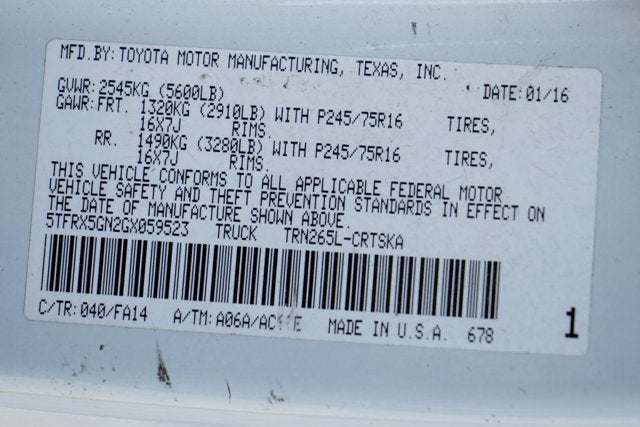 MFD.BY: TOYOTA MOTOR MANUFACTURING, TEXAS, INC.
GVWR: 2545KG (5600LB) DATE: 01/16
GAWR: FRT. 1320KG (2910LB) WITH P245/75R16 TIRES,
16X7J RIMS.
RR. 1490KG (3280LB) WITH P245/75R16 TIRES,
16X7J RIMS.
THIS VEHICLE CONFORMS TO ALL APPLICABLE FEDERAL MOTOR
VEHICLE SAFETY AND THEFT PREVENTION STANDARDS IN EFFECT ON
THE DATE OF MANUFACTURE SHOWN ABOVE.
5TFRX5GN2GX059523 TRUCK TRN265L-CRTSKA
C/TR: 040/FA14 A/TM: MADE IN U.S.A. 678 1